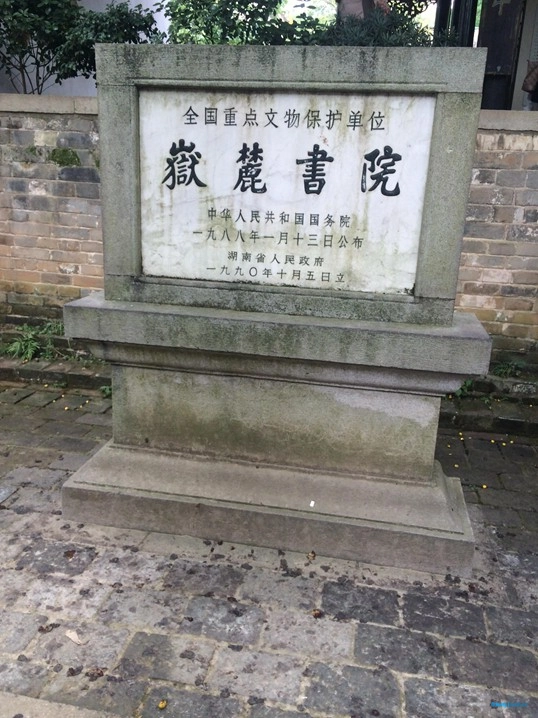 全国重点文物保护单位
嶽麓書院
中华人民共和国国务院
一九八八年一月十三日公布
湖南省人民政府
一九九〇年十月五日立